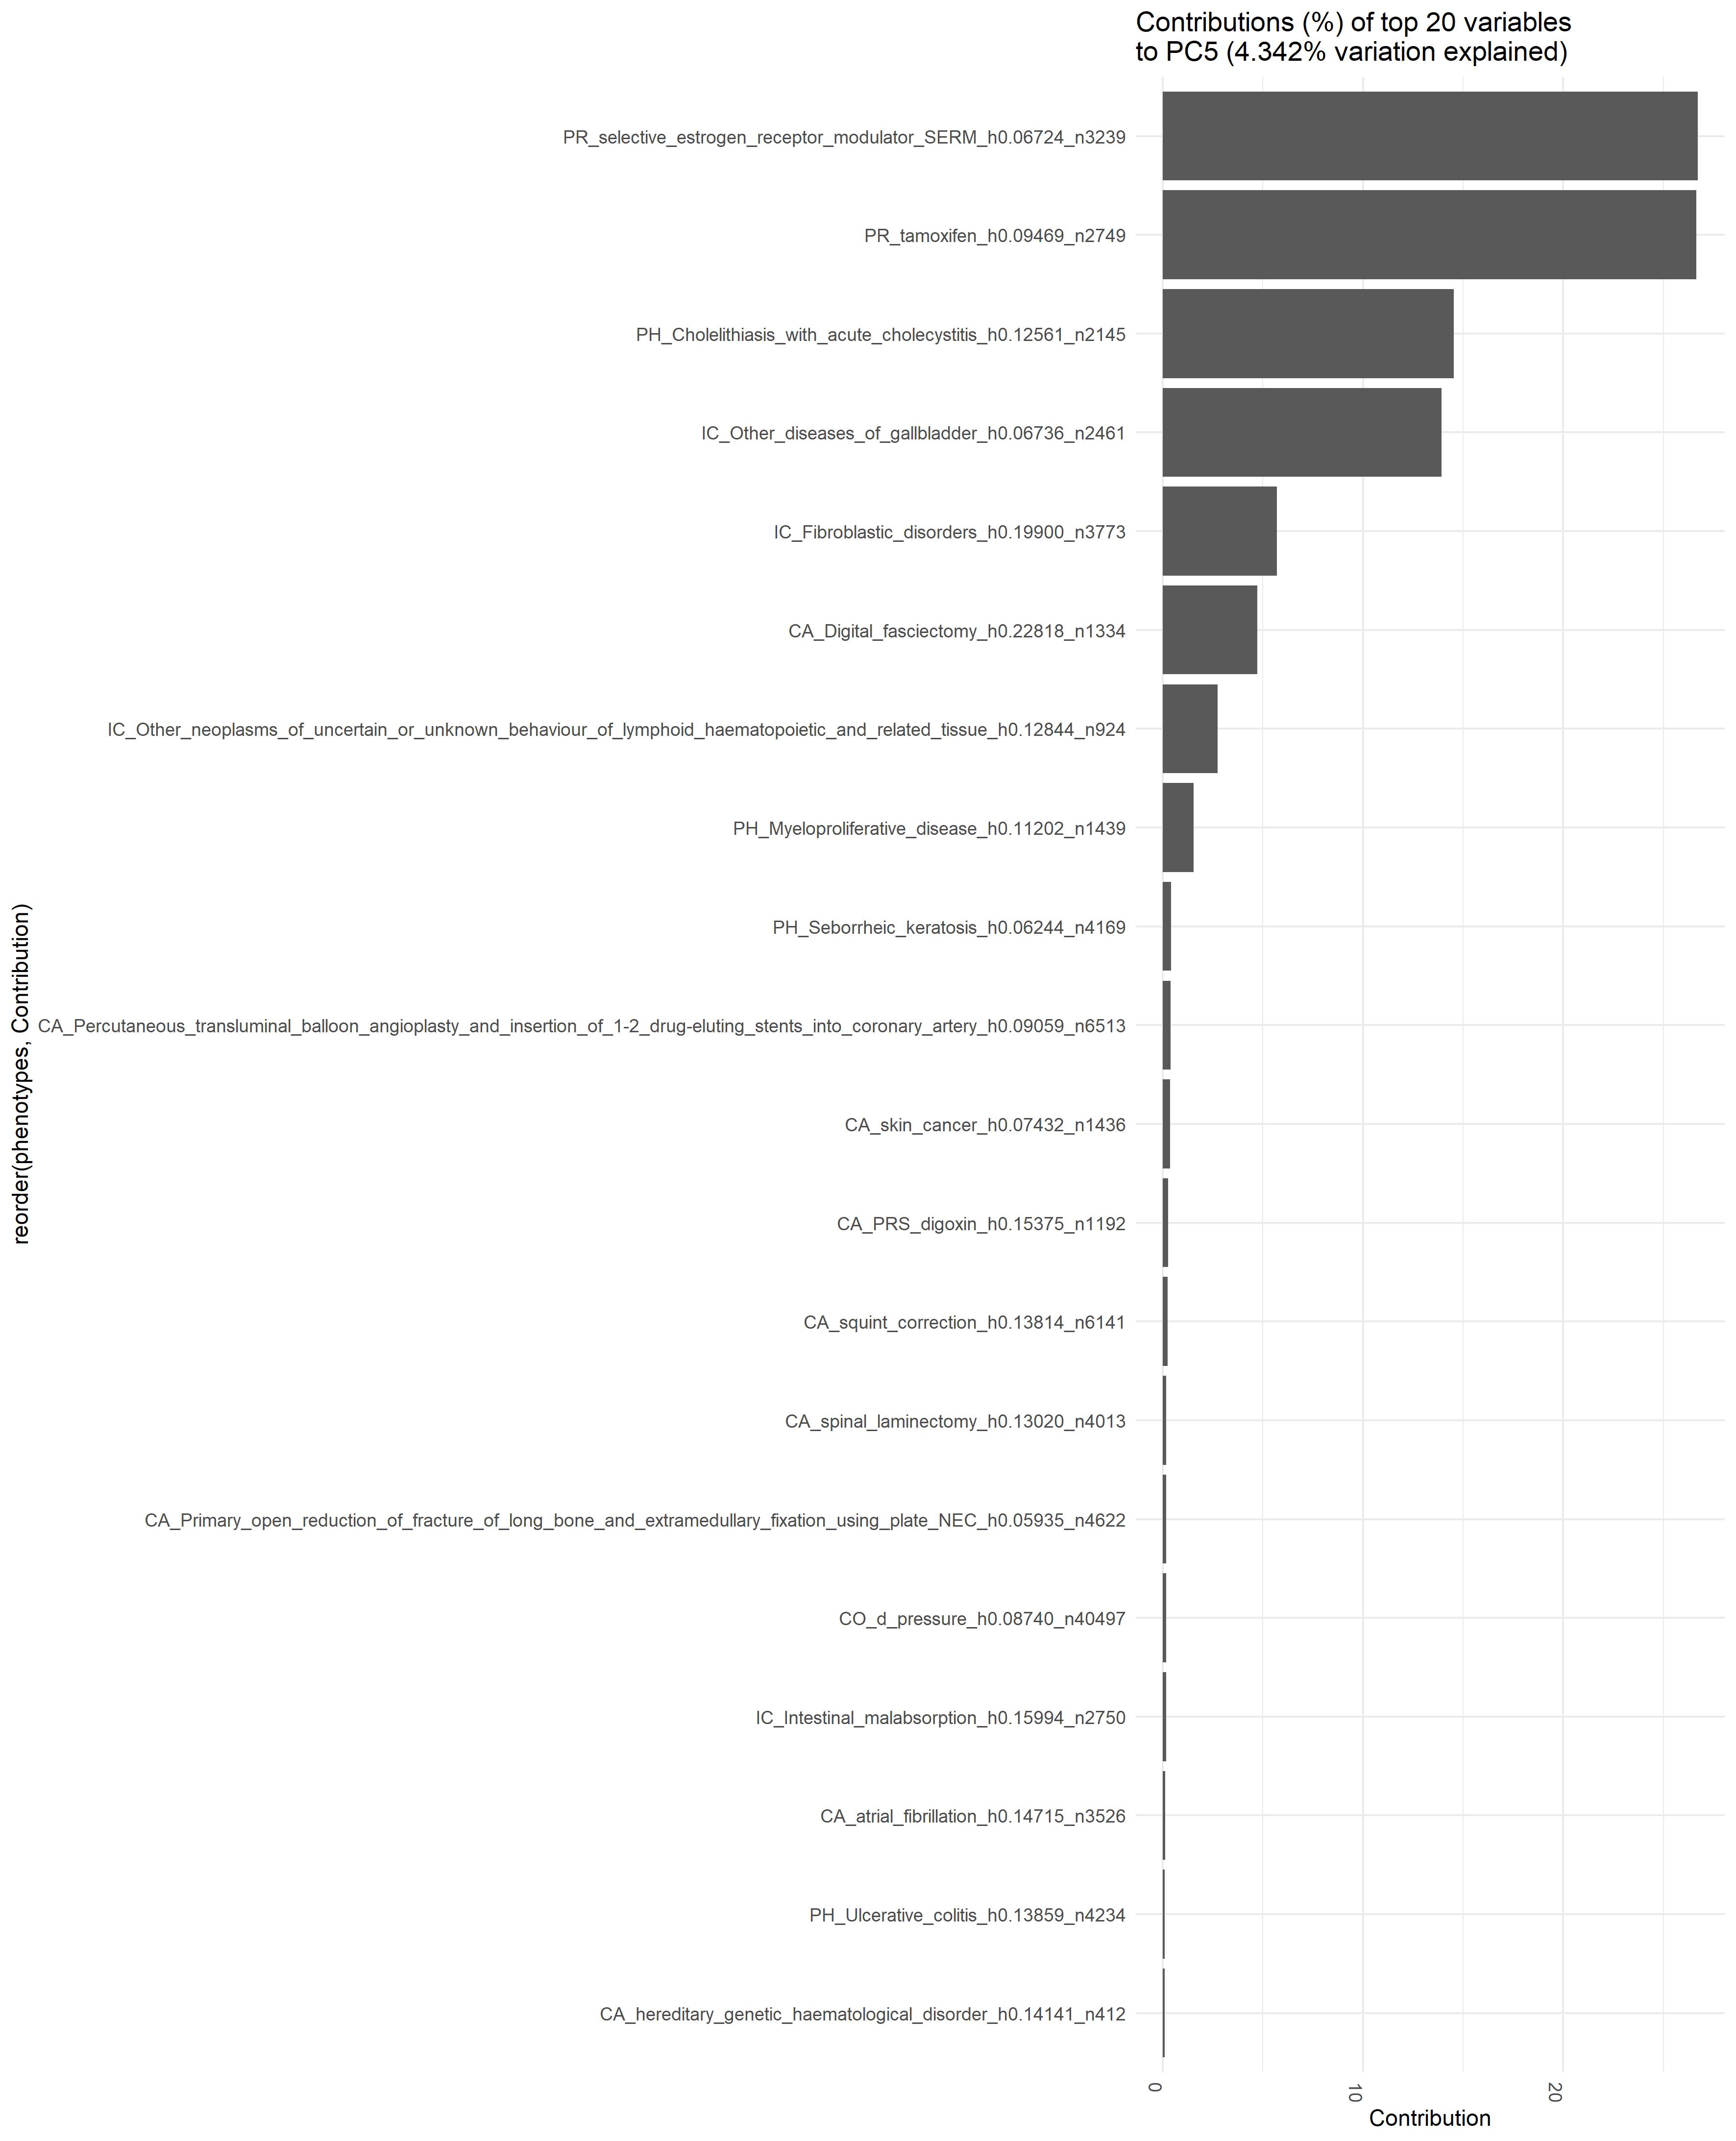 Contributions (%) of top 20 variables
to PC5 (4.342% variation explained)
PR_selective_estrogen_receptor_modulator_SERM_h0.06724_n3239
PR_tamoxifen_h0.09469_n2749
PH_Cholelithiasis_with_acute_cholecystitis_h0.12561_n2145
IC_Other_diseases_of_gallbladder_h0.06736_n2461
IC_Fibroblastic_disorders_h0.19900_n3773
CA_Digital_fasciectomy_h0.22818_n1334
IC_Other_neoplasms_of_uncertain_or_unknown_behaviour_of_lymphoid_haematopoietic_and_related_tissue_h0.12844_n924
PH_Myeloproliferative_disease_h0.11202_n1439
PH_Seborrheic_keratosis_h0.06244_n4169
CA_Percutaneous_transluminal_balloon_angioplasty_and_insertion_of_1-2_drug-eluting_stents_into_coronary_artery_h0.09059_n6513
CA_skin_cancer_h0.07432_n1436
CA_PRS_digoxin_h0.15375_n1192
CA_squint_correction_h0.13814_n6141
CA_spinal_laminectomy_h0.13020_n4013
CA_Primary_open_reduction_of_fracture_of_long_bone_and_extramedullary_fixation_using_plate_NEC_h0.05935_n4622
CO_d_pressure_h0.08740_n40497
IC_Intestinal_malabsorption_h0.15994_n2750
CA_atrial_fibrillation_h0.14715_n3526
PH_Ulcerative_colitis_h0.13859_n4234
CA_hereditary_genetic_haematological_disorder_h0.14141_n412
reorder(phenotypes, Contribution)
0
10
20
Contribution